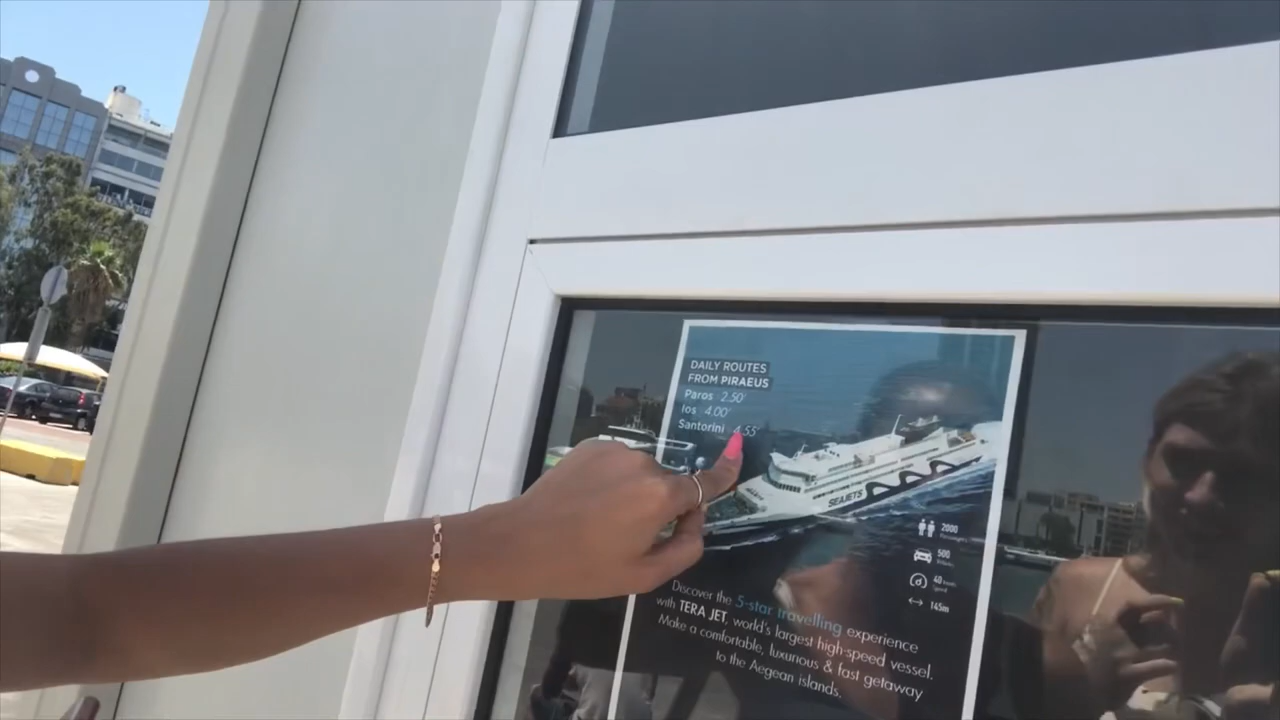 DAILY ROUTES
FROM PIRAEUS
Paros 2.50'
Ios 4.00'
Santorini 4.55'
SEAJETS
2000
500
40
145m
Discover the 5-star travelling experience
with TERA JET, world's largest high-speed vessel.
Make a comfortable, luxurious & fast getaway
to the Aegean islands.